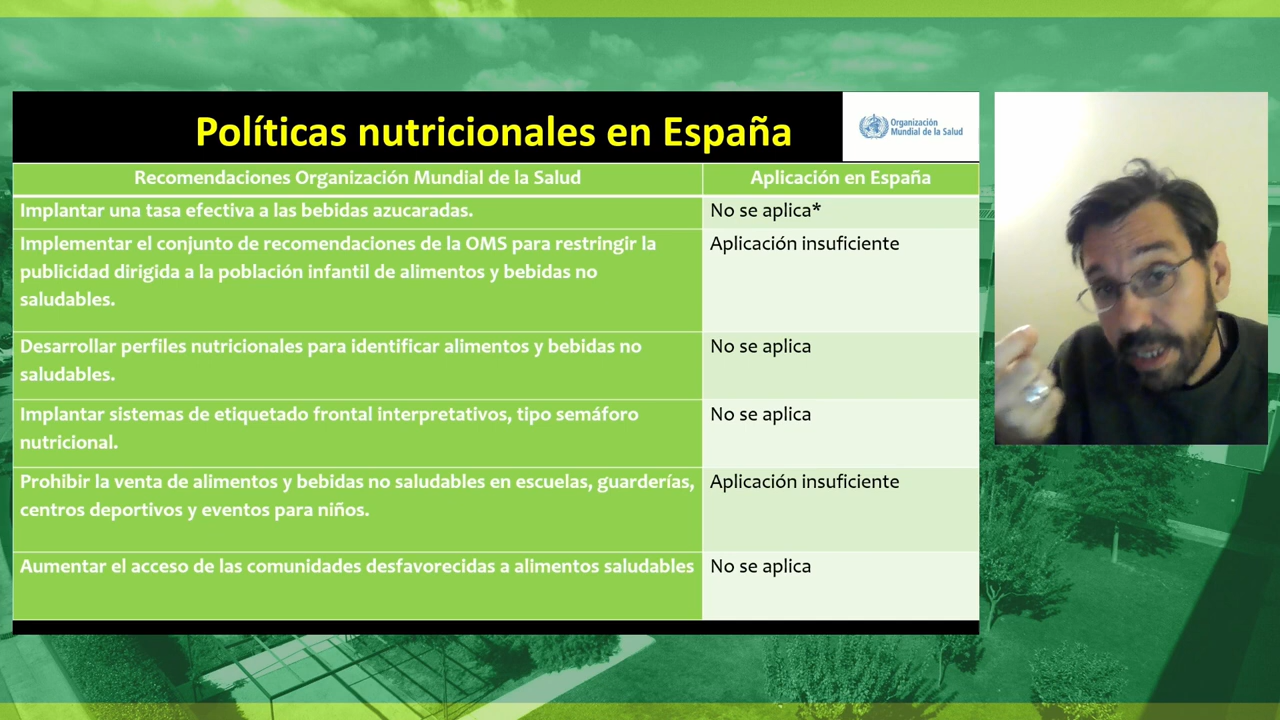 Políticas nutricionales en España
Organización
Mundial de la Salud
Recomendaciones Organización Mundial de la Salud
Aplicación en España
Implantar una tasa efectiva a las bebidas azucaradas.
No se aplica*
Implementar el conjunto de recomendaciones de la OMS para restringir la
publicidad dirigida a la población infantil de alimentos y bebidas no
saludables.
Aplicación insuficiente
Desarrollar perfiles nutricionales para identificar alimentos y bebidas no
saludables.
No se aplica
Implantar sistemas de etiquetado frontal interpretativos, tipo semáforo
nutricional.
No se aplica
Prohibir la venta de alimentos y bebidas no saludables en escuelas, guarderías,
centros deportivos y eventos para niños.
Aplicación insuficiente
Aumentar el acceso de las comunidades desfavorecidas a alimentos saludables
No se aplica